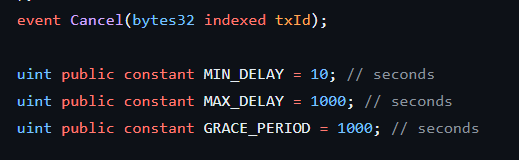 event Cancel(bytes32 indexed txId);
uint public constant MIN_DELAY = 10; // seconds
uint public constant MAX_DELAY = 1000; // seconds
uint public constant GRACE_PERIOD = 1000; // seconds